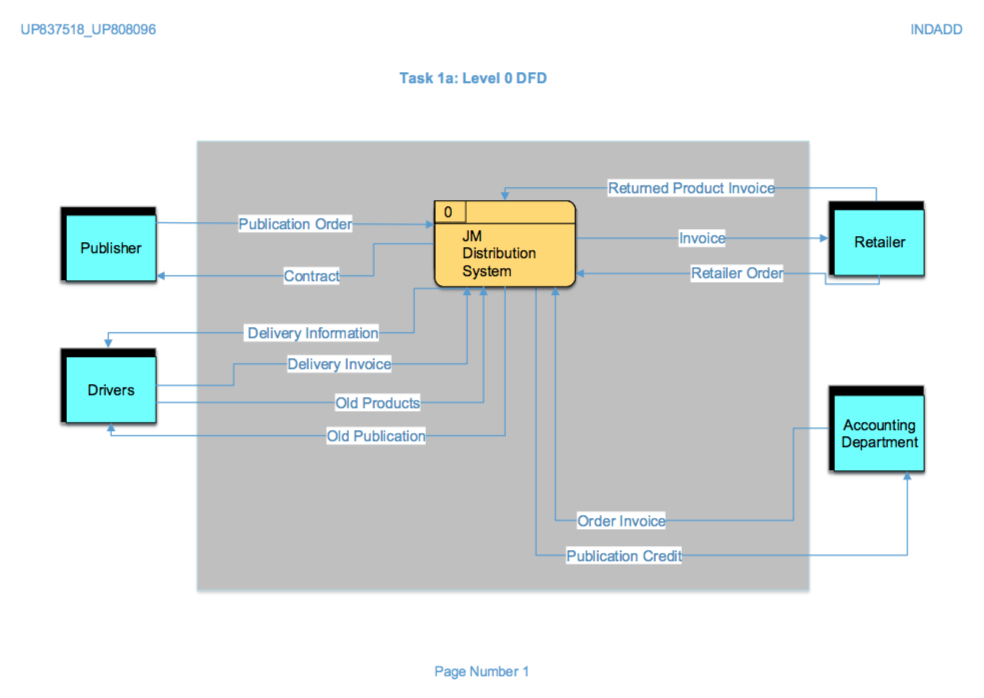 UP837518_UP808096
INDADD
Task 1a: Level 0 DFD
Returned Product Invoice
0
Publication Order
JM
Distribution
System
Invoice
Retailer
Publisher
Contract
Retailer Order
Delivery Information
Delivery Invoice
Drivers
Old Products
Old Publication
Accounting
Department
Order Invoice
Publication Credit
Page Number 1